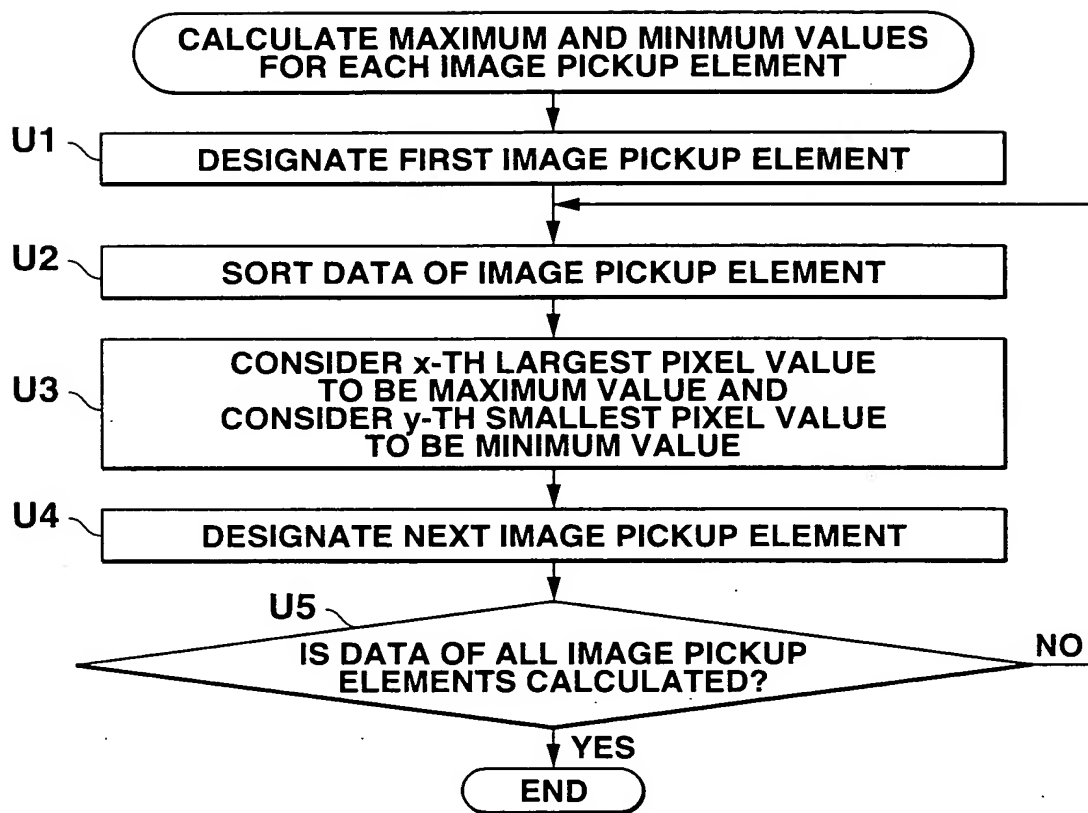 CALCULATE MAXIMUM AND MINIMUM VALUES
FOR EACH IMAGE PICKUP ELEMENT
U1
DESIGNATE FIRST IMAGE PICKUP ELEMENT
U2
SORT DATA OF IMAGE PICKUP ELEMENT
U3
CONSIDER x-TH LARGEST PIXEL VALUE
TO BE MAXIMUM VALUE AND
CONSIDER y-TH SMALLEST PIXEL VALUE
TO BE MINIMUM VALUE
U4
DESIGNATE NEXT IMAGE PICKUP ELEMENT
U5
IS DATA OF ALL IMAGE PICKUP
ELEMENTS CALCULATED?
NO
YES
END